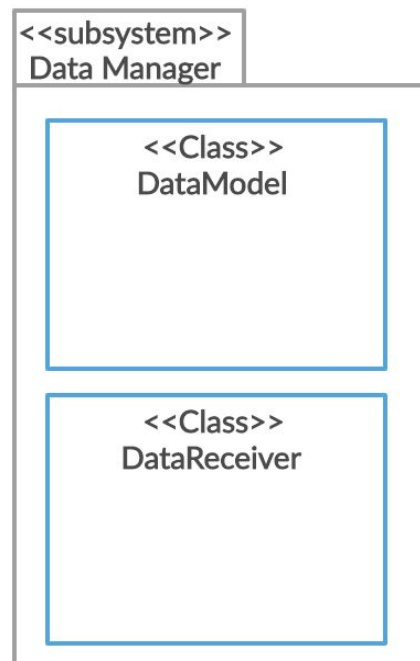 <<subsystem>>
Data Manager
<<Class>>
DataModel
<<Class>>
DataReceiver